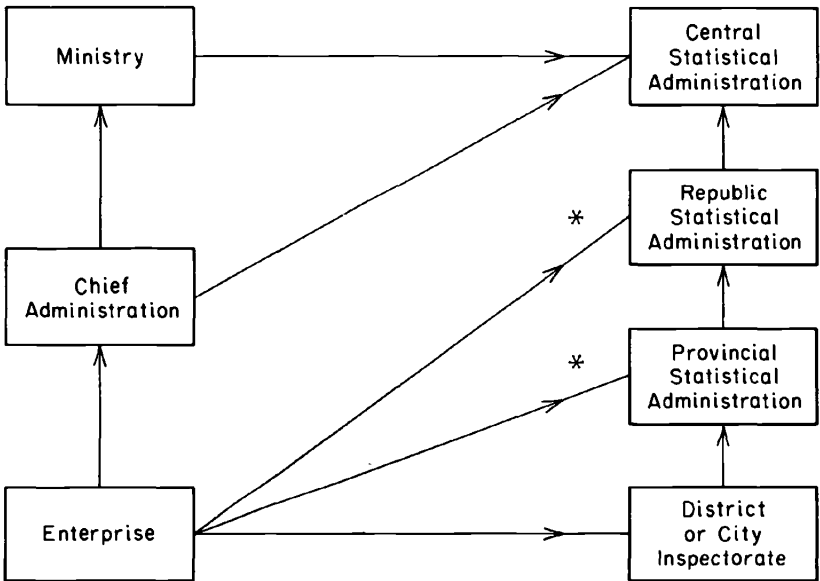 Ministry
Central
Statistical
Administration
*
Republic
Statistical
Administration
Chief
Administration
*
Provincial
Statistical
Administration
Enterprise
District
or City
Inspectorate